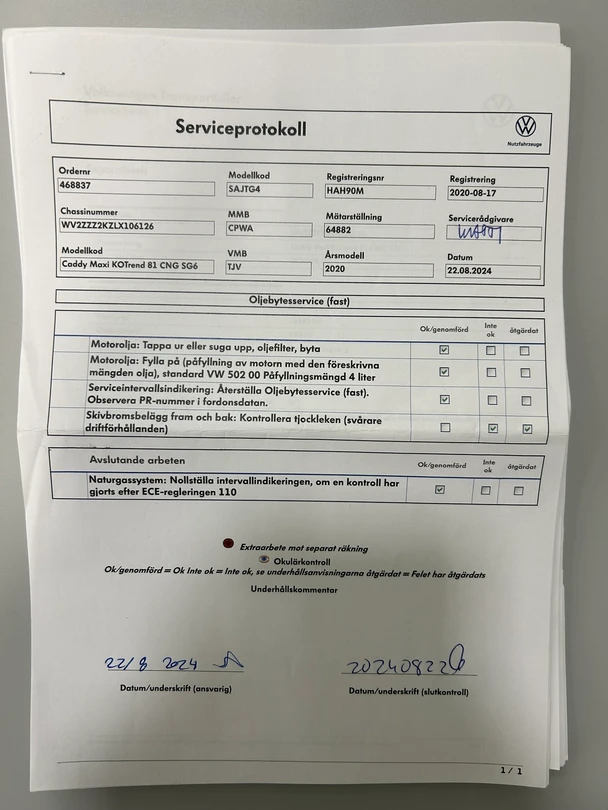 Serviceprotokoll
Nutzfahrzeuge
Ordernr Modellkod Registreringsnr Registrering
468837 SAJTG4 HAH90M 2020-08-17
Chassinummer MMB Mätarställning Servicerådgivare
WV2ZZZ2KZLX106126 CPWA 64882
Modellkod VMB Årsmodell Datum
Caddy Maxi KOTrend 81 CNG SG6 TJV 2020 22.08.2024
Oljebytesservice (fast)
Ok/genomförd Inte ok åtgärdat
Motorolja: Tappa ur eller suga upp, oljefilter, byta
Motorolja: Fylla på (påfyllning av motorn med den föreskrivna
mängden olja), standard VW 502 00 Påfyllningsmängd 4 liter
Serviceintervallsindikering: Återställa Oljebytesservice (fast).
Observera PR-nummer i fordonsdatan.
Skivbromsbelägg fram och bak: Kontrollera tjockleken (svårare
driftförhållanden)
Avslutande arbeten Ok/genomförd Inte ok åtgärdat
Naturgassystem: Nollställa intervallindikeringen, om en kontroll har
gjorts efter ECE-regleringen 110
Extraarbete mot separat räkning
Okulärkontroll
Ok/genomförd = Ok Inte ok = Inte ok, se underhållsanvisningarna åtgärdat = Felet har åtgärdats
Underhållskommentar
22/8 2024 20240822
Datum/underskrift (ansvarig) Datum/underskrift (slutkontroll)
1 / 1